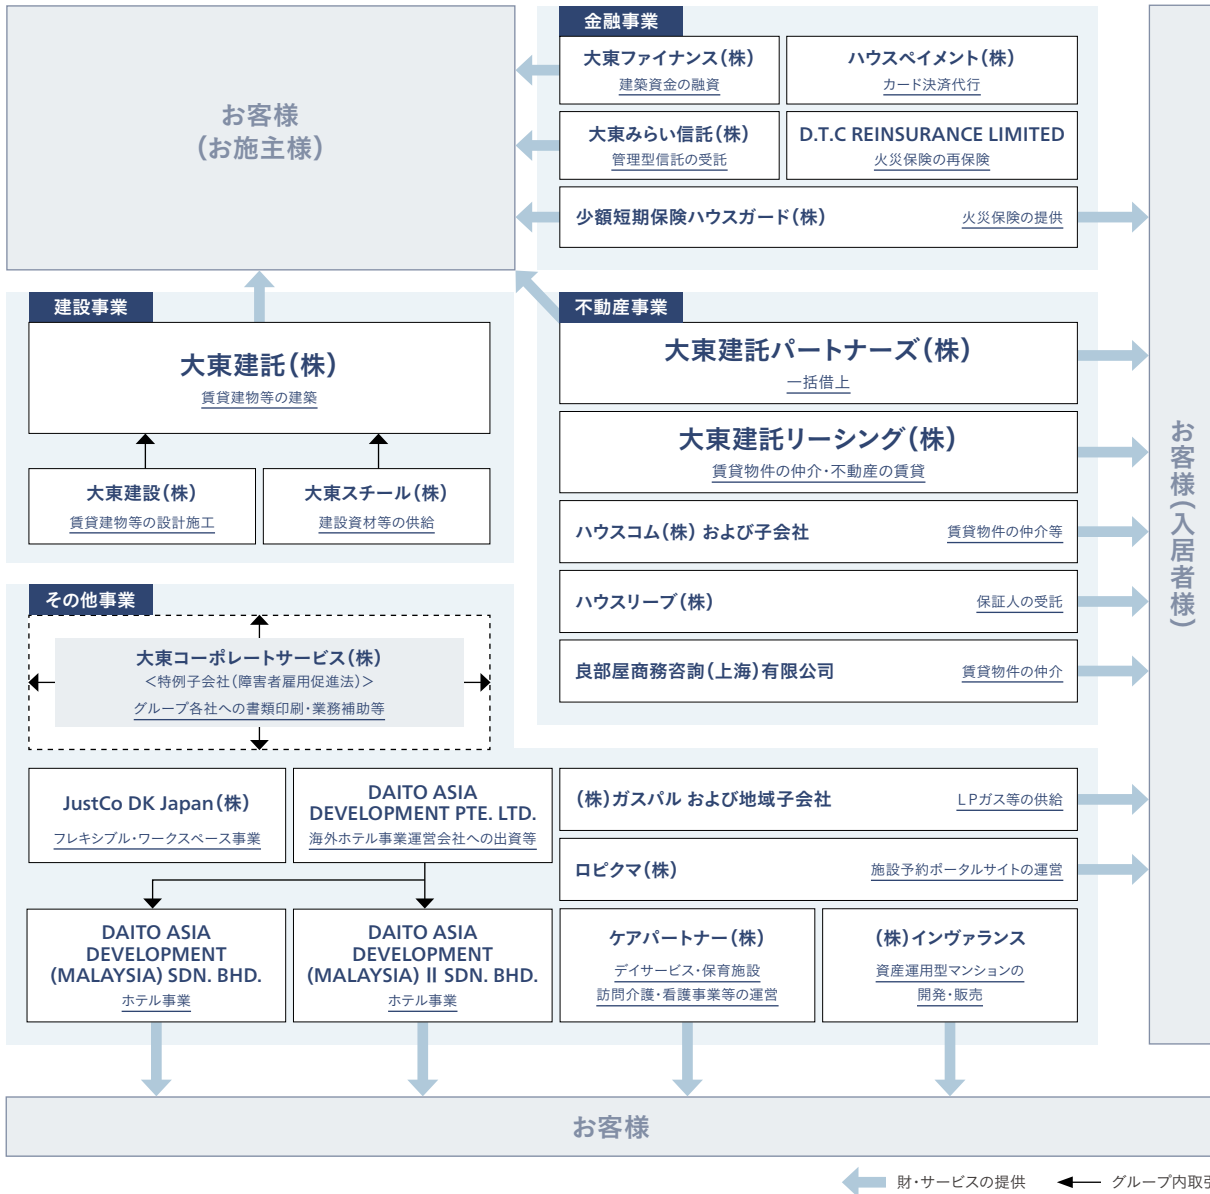 お客様
(お施主様)
金融事業
大東ファイナンス(株)
建築資金の融資
ハウスペイメント(株)
カード決済代行
大東みらい信託(株)
管理型信託の受託
D.T.C REINSURANCE LIMITED
火災保険の再保険
少額短期保険ハウスガード(株)
火災保険の提供
建設事業
大東建託(株)
賃貸建物等の建築
大東建設(株)
賃貸建物等の設計施工
大東スチール(株)
建設資材等の供給
不動産事業
大東建託パートナーズ(株)
一括借上
大東建託リーシング(株)
賃貸物件の仲介・不動産の賃貸
ハウスコム(株) および子会社
賃貸物件の仲介等
ハウスリーブ(株)
保証人の受託
良部屋商務咨詢(上海)有限公司
賃貸物件の仲介
お客様(入居者様)
その他事業
大東コーポレートサービス(株)
<特例子会社(障害者雇用促進法)>
グループ各社への書類印刷・業務補助等
JustCo DK Japan(株)
フレキシブル・ワークスペース事業
DAITO ASIA
DEVELOPMENT PTE. LTD.
海外ホテル事業運営会社への出資等
(株)ガスパル および地域子会社
LPガス等の供給
ロピクマ(株)
施設予約ポータルサイトの運営
DAITO ASIA
DEVELOPMENT
(MALAYSIA) SDN. BHD.
ホテル事業
DAITO ASIA
DEVELOPMENT
(MALAYSIA) II SDN. BHD.
ホテル事業
ケアパートナー(株)
デイサービス・保育施設
訪問介護・看護事業等の運営
(株)インヴァランス
資産運用型マンションの
開発・販売
お客様
財・サービスの提供
グループ内取引